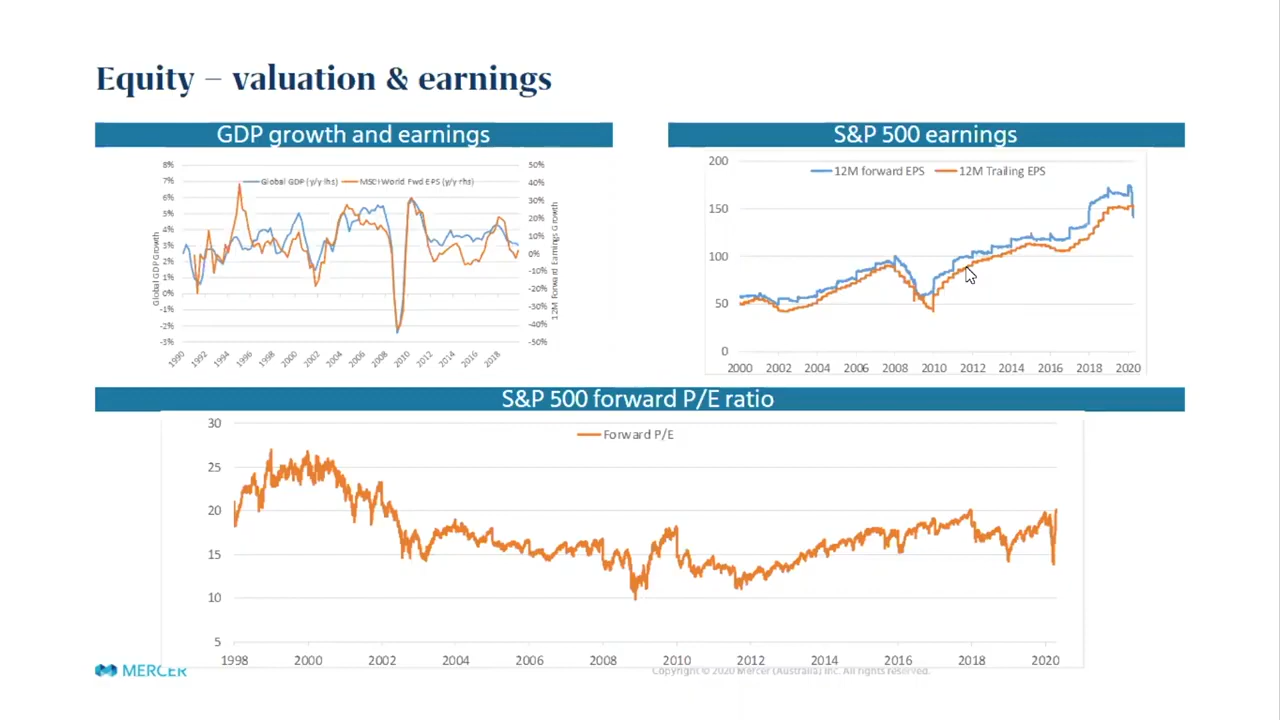 Equity – valuation & earnings
GDP growth and earnings
8%
7%
6%
5%
4%
3%
2%
1%
0%
-1%
-2%
-3%
Global GDP Growth
Global GDP (y/y lhs)
MSCI World Fwd EPS (y/y rhs)
50%
40%
30%
20%
10%
0%
-10%
-20%
-30%
-40%
-50%
12M Forward Earnings Growth
1990 1992 1994 1996 1998 2000 2002 2004 2006 2008 2010 2012 2014 2016 2018
S&P 500 earnings
12M forward EPS
12M Trailing EPS
200
150
100
50
0
2000 2002 2004 2006 2008 2010 2012 2014 2016 2018 2020
S&P 500 forward P/E ratio
Forward P/E
30
25
20
15
10
5
1998 2000 2002 2004 2006 2008 2010 2012 2014 2016 2018 2020
MERCER
Copyright © 2020 Mercer (Australia) Inc. All rights reserved.